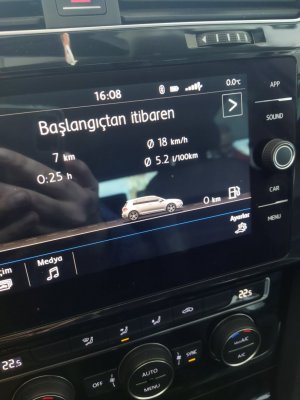 16:08 0.0°C
Başlangıçtan itibaren
7 km Ø 18 km/h
0:25 h Ø 5.2 l/100km
0 km
Medya Ayarlar
APP
SOUND
CAR
MENU
22.5
22.5
OFF AUTO SYNC A/C
MENU A/C